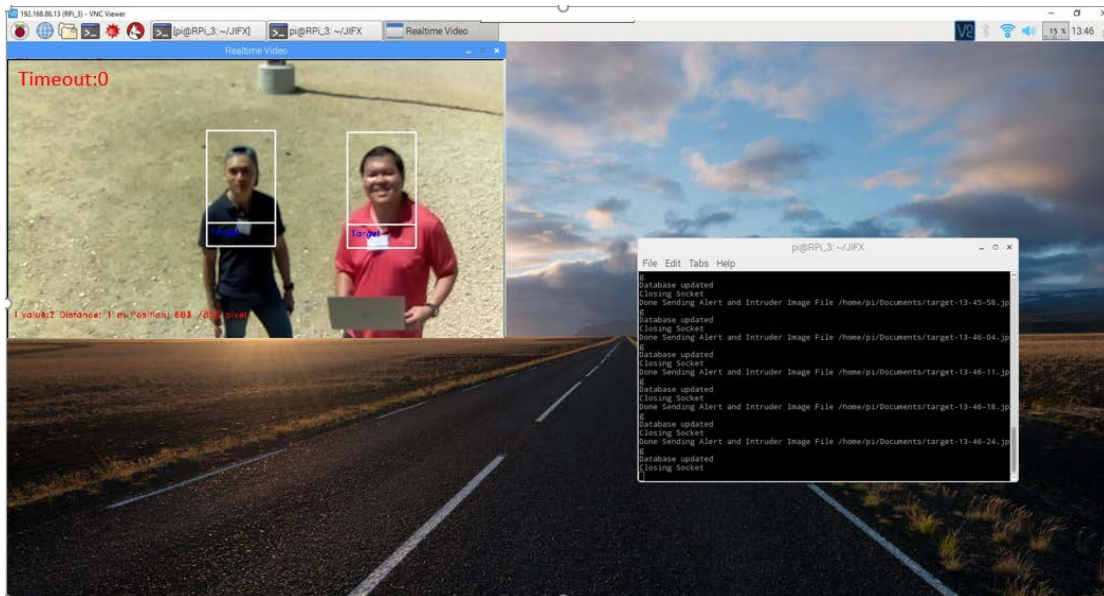 192.168.86.13 (RPi_3) - VNC Viewer
[pi@RPi_3: ~/JIFX]
pi@RPi_3: ~/JIFX
Realtime Video
15 %
13:46
Realtime Video
Timeout:0
Target
Target
I value:2 Distance: 1 m Position:
pixel
pi@RPi_3: ~/JIFX
File Edit Tabs Help
g
Database updated
Closing Socket
Done Sending Alert and Intruder Image File /home/pi/Documents/target-13-45-58.jp
g
Database updated
Closing Socket
Done Sending Alert and Intruder Image File /home/pi/Documents/target-13-46-04.jp
g
Database updated
Closing Socket
Done Sending Alert and Intruder Image File /home/pi/Documents/target-13-46-11.jp
g
Database updated
Closing Socket
Done Sending Alert and Intruder Image File /home/pi/Documents/target-13-46-18.jp
g
Database updated
Closing Socket
Done Sending Alert and Intruder Image File /home/pi/Documents/target-13-46-24.jp
g
Database updated
Closing Socket